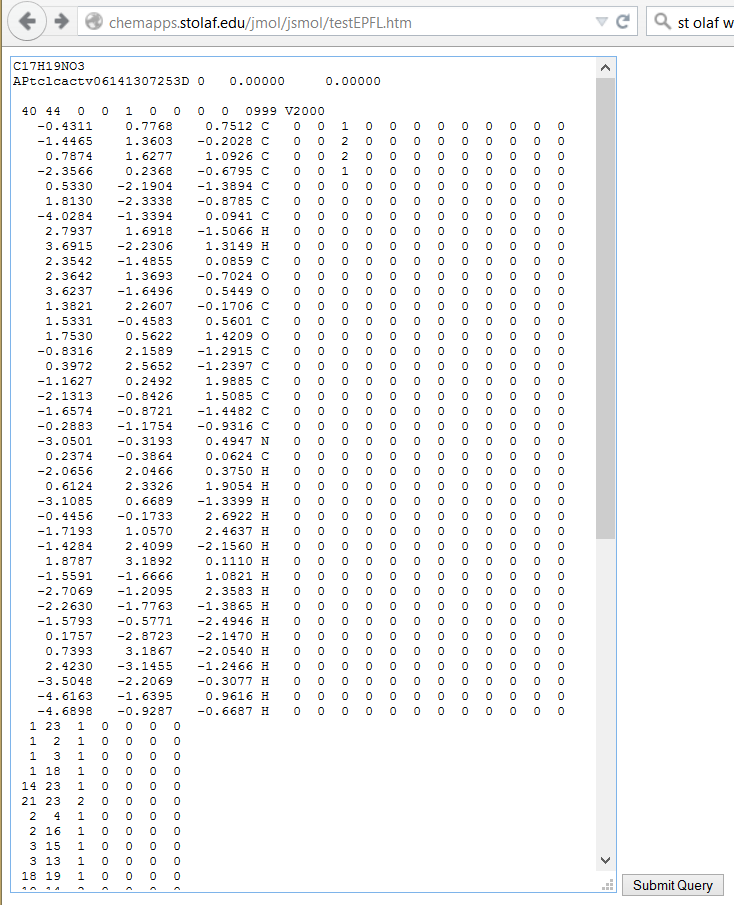 chemapps.stolaf.edu/jmol/jsmol/testEPFL.htm
st olaf w
C17H19NO3
APtclcactv06141307253D 0   0.00000     0.00000
40 44  0  0  1  0  0  0  0  0999 V2000
-0.4311    0.7768    0.7512 C   0  0  1  0  0  0  0  0  0  0  0  0
-1.4465    1.3603   -0.2028 C   0  0  2  0  0  0  0  0  0  0  0  0
0.7874    1.6277    1.0926 C   0  0  2  0  0  0  0  0  0  0  0  0
-2.3566    0.2368   -0.6795 C   0  0  1  0  0  0  0  0  0  0  0  0
0.5330   -2.1904   -1.3894 C   0  0  0  0  0  0  0  0  0  0  0  0
1.8130   -2.3338   -0.8785 C   0  0  0  0  0  0  0  0  0  0  0  0
-4.0284   -1.3394    0.0941 C   0  0  0  0  0  0  0  0  0  0  0  0
2.7937    1.6918   -1.5066 H   0  0  0  0  0  0  0  0  0  0  0  0
3.6915   -2.2306    1.3149 H   0  0  0  0  0  0  0  0  0  0  0  0
2.3542   -1.4855    0.0859 C   0  0  0  0  0  0  0  0  0  0  0  0
2.3642    1.3693   -0.7024 O   0  0  0  0  0  0  0  0  0  0  0  0
3.6237   -1.6496    0.5449 O   0  0  0  0  0  0  0  0  0  0  0  0
1.3821    2.2607   -0.1706 C   0  0  0  0  0  0  0  0  0  0  0  0
1.5331   -0.4583    0.5601 C   0  0  0  0  0  0  0  0  0  0  0  0
1.7530    0.5622    1.4209 O   0  0  0  0  0  0  0  0  0  0  0  0
-0.8316    2.1589   -1.2915 C   0  0  0  0  0  0  0  0  0  0  0  0
0.3972    2.5652   -1.2397 C   0  0  0  0  0  0  0  0  0  0  0  0
-1.1627    0.2492    1.9885 C   0  0  0  0  0  0  0  0  0  0  0  0
-2.1313   -0.8426    1.5085 C   0  0  0  0  0  0  0  0  0  0  0  0
-1.6574   -0.8721   -1.4482 C   0  0  0  0  0  0  0  0  0  0  0  0
-0.2883   -1.1754   -0.9316 C   0  0  0  0  0  0  0  0  0  0  0  0
-3.0501   -0.3193    0.4947 N   0  0  0  0  0  0  0  0  0  0  0  0
0.2374   -0.3864    0.0624 C   0  0  0  0  0  0  0  0  0  0  0  0
-2.0656    2.0466    0.3750 H   0  0  0  0  0  0  0  0  0  0  0  0
0.6124    2.3326    1.9054 H   0  0  0  0  0  0  0  0  0  0  0  0
-3.1085    0.6689   -1.3399 H   0  0  0  0  0  0  0  0  0  0  0  0
-0.4456   -0.1733    2.6922 H   0  0  0  0  0  0  0  0  0  0  0  0
-1.7193    1.0570    2.4637 H   0  0  0  0  0  0  0  0  0  0  0  0
-1.4284    2.4099   -2.1560 H   0  0  0  0  0  0  0  0  0  0  0  0
1.8787    3.1892    0.1110 H   0  0  0  0  0  0  0  0  0  0  0  0
-1.5591   -1.6666    1.0821 H   0  0  0  0  0  0  0  0  0  0  0  0
-2.7069   -1.2095    2.3583 H   0  0  0  0  0  0  0  0  0  0  0  0
-2.2630   -1.7763   -1.3865 H   0  0  0  0  0  0  0  0  0  0  0  0
-1.5793   -0.5771   -2.4946 H   0  0  0  0  0  0  0  0  0  0  0  0
0.1757   -2.8723   -2.1470 H   0  0  0  0  0  0  0  0  0  0  0  0
0.7393    3.1867   -2.0540 H   0  0  0  0  0  0  0  0  0  0  0  0
2.4230   -3.1455   -1.2466 H   0  0  0  0  0  0  0  0  0  0  0  0
-3.5048   -2.2069   -0.3077 H   0  0  0  0  0  0  0  0  0  0  0  0
-4.6163   -1.6395    0.9616 H   0  0  0  0  0  0  0  0  0  0  0  0
-4.6898   -0.9287   -0.6687 H   0  0  0  0  0  0  0  0  0  0  0  0
1 23  1  0  0  0  0
1  2  1  0  0  0  0
1  3  1  0  0  0  0
1 18  1  0  0  0  0
14 23  1  0  0  0  0
21 23  2  0  0  0  0
2  4  1  0  0  0  0
2 16  1  0  0  0  0
3 15  1  0  0  0  0
3 13  1  0  0  0  0
18 19  1  0  0  0  0
Submit Query